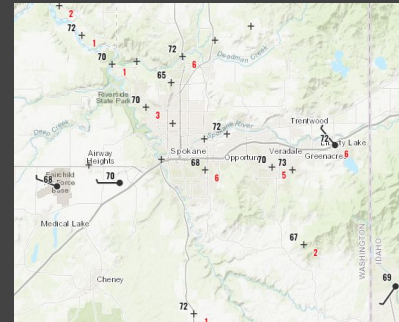 2
72
1
70
1
72
6
Deadman Creek
65
Riverside
State Park
70
3
Deep Creek
72
Spokane River
Trentwood
72
Liberty Lake
Spokane
Airway
Heights
68
6
Opportunity
70
Veradale
73
5
Greenacres
6
68
Fairchild
Air Force
Base
70
Medical Lake
67
2
WASHINGTON
IDAHO
Cheney
69
72
1